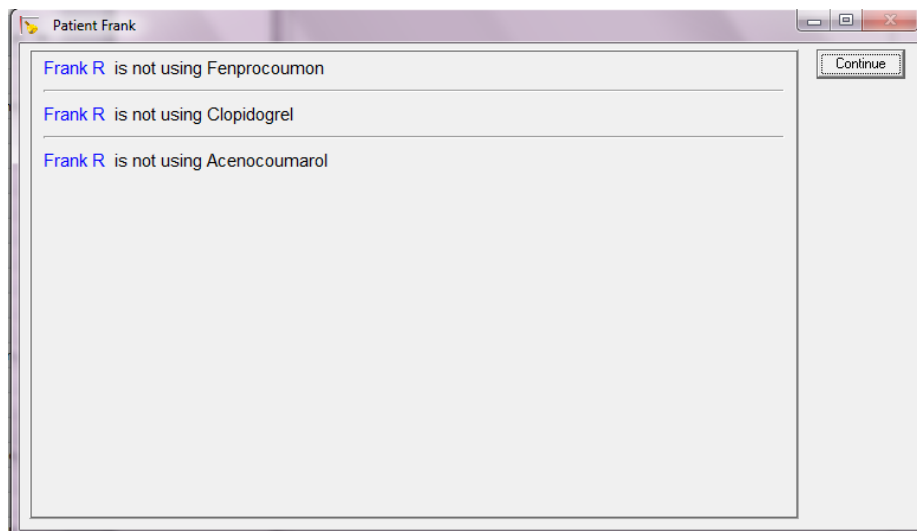 Patient Frank
Continue
Frank R is not using Fenprocoumon
Frank R is not using Clopidogrel
Frank R is not using Acenocoumarol